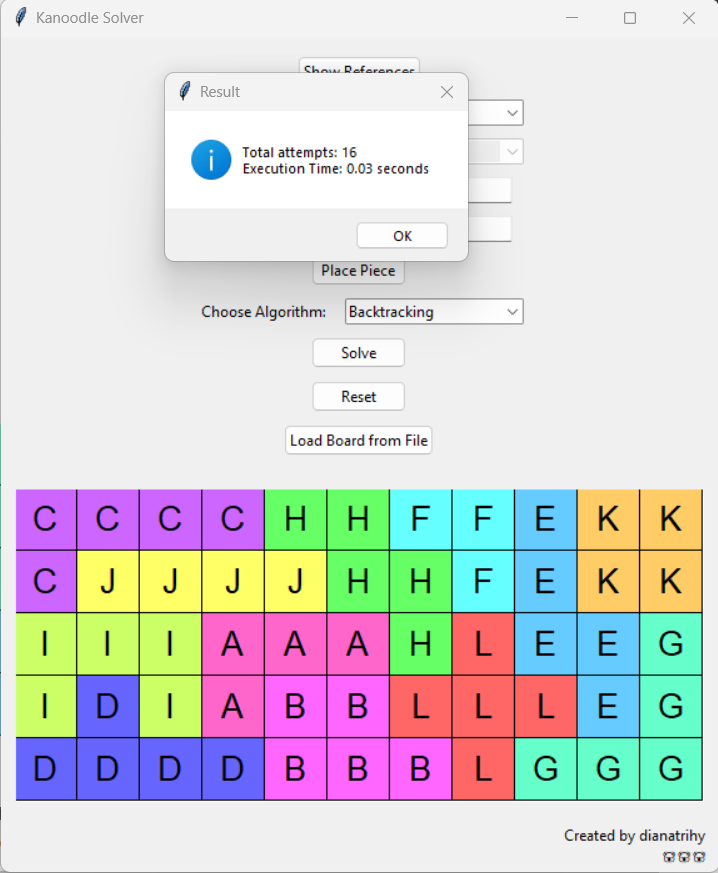 Kanoodle Solver
Show References
Result
Total attempts: 16
Execution Time: 0.03 seconds
OK
Place Piece
Choose Algorithm: Backtracking
Solve
Reset
Load Board from File
C C C C H H F F E K K
C J J J J H H F E K K
I I I A A A H L E E G
I D I A B B L L L E G
D D D D B B B L G G G
Created by dianatrihy